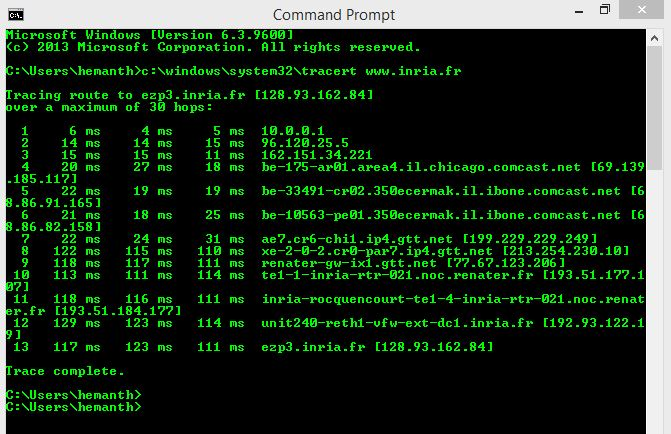 Command Prompt
Microsoft Windows [Version 6.3.9600]
(c) 2013 Microsoft Corporation. All rights reserved.
C:\Users\hemanth>c:\windows\system32\tracert www.inria.fr
Tracing route to ezp3.inria.fr [128.93.162.84]
over a maximum of 30 hops:
1 6 ms 4 ms 5 ms 10.0.0.1
2 14 ms 14 ms 15 ms 96.120.25.5
3 15 ms 15 ms 11 ms 162.151.34.221
4 20 ms 27 ms 18 ms be-175-ar01.area4.il.chicago.comcast.net [69.139
.185.117]
5 22 ms 19 ms 19 ms be-33491-cr02.350ecermak.il.ibone.comcast.net [6
8.86.91.165]
6 21 ms 18 ms 25 ms be-10563-pe01.350ecermak.il.ibone.comcast.net [6
8.86.82.158]
7 22 ms 24 ms 31 ms ae7.cr6-chi1.ip4.gtt.net [199.229.229.249]
8 122 ms 115 ms 110 ms xe-2-0-2.cr0-par7.ip4.gtt.net [213.254.230.10]
9 118 ms 117 ms 111 ms renater-gw-ix1.gtt.net [77.67.123.206]
10 113 ms 111 ms 114 ms te1-1-inria-rtr-021.noc.renater.fr [193.51.177.1
07]
11 118 ms 116 ms 111 ms inria-rocquencourt-te1-4-inria-rtr-021.noc.renat
er.fr [193.51.184.177]
12 129 ms 123 ms 114 ms unit240-reth1-vfw-ext-dc1.inria.fr [192.93.122.1
9]
13 117 ms 123 ms 111 ms ezp3.inria.fr [128.93.162.84]
Trace complete.
C:\Users\hemanth>
C:\Users\hemanth>